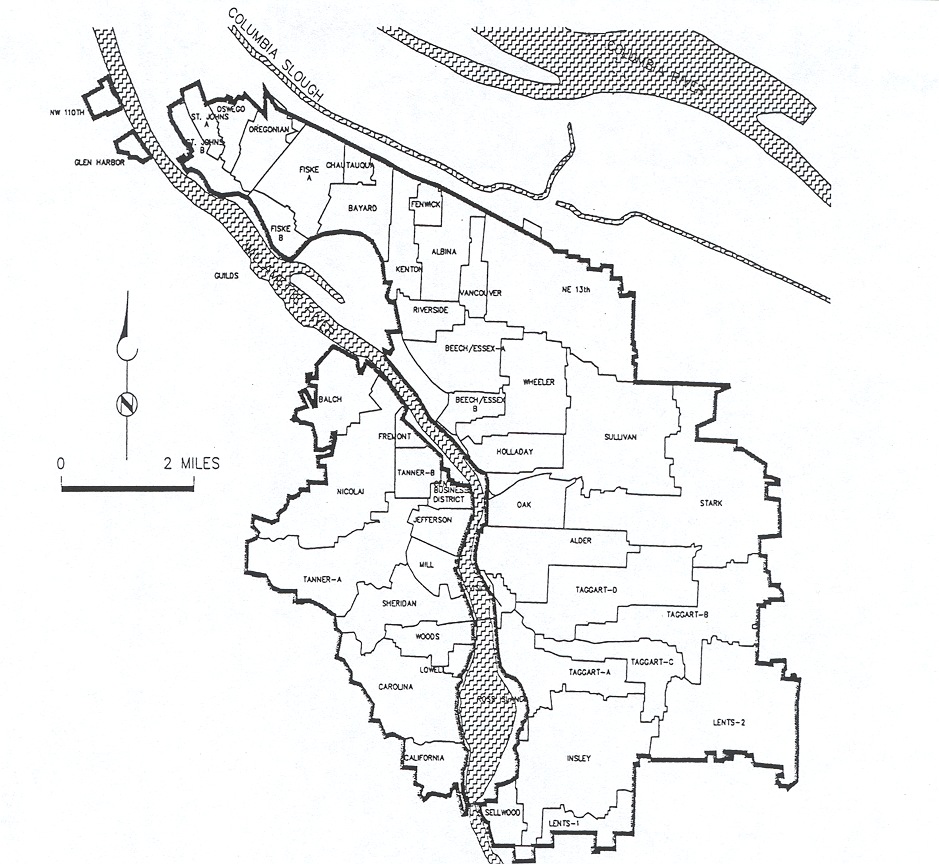 COLUMBIA SLOUGH
COLUMBIA RIVER
NW 110TH
OSWEGO
ST. JOHNS
A
OREGONIAN
ST. JOHNS
B
GLEN HARBOR
FISKE
A
CHAUTAUQUA
BAYARD
FENWICK
FISKE
B
ALBINA
KENTON
GUILDS
VANCOUVER
NE 13th
RIVERSIDE
BEECH/ESSEX-A
WHEELER
BALCH
BEECH/ESSEX
B
FREMONT
SULLIVAN
HOLLADAY
0 2 MILES
TANNER-B
NICOLAI
BUSINESS
DISTRICT
STARK
OAK
JEFFERSON
ALDER
MILL
TANNER-A
TAGGART-D
SHERIDAN
TAGGART-B
WOODS
LOWELL
TAGGART-C
TAGGART-A
CAROLINA
ROSS ISLAND
LENTS-2
CALIFORNIA
INSLEY
SELLWOOD
LENTS-1